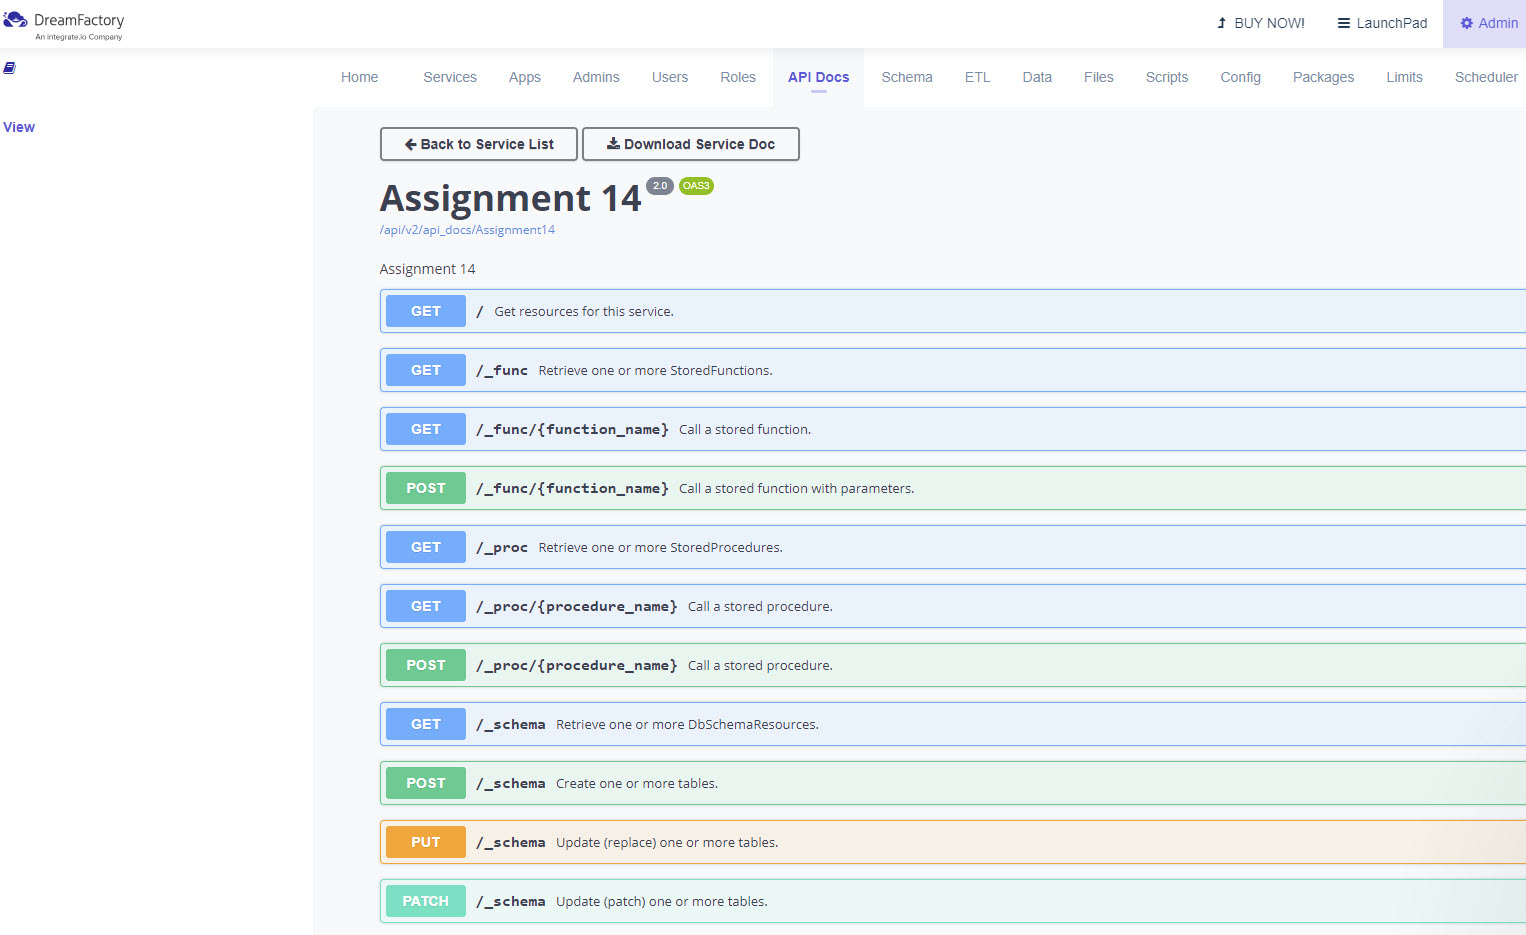 DreamFactory
An integrate.io Company
BUY NOW!
LaunchPad
Admin
Home Services Apps Admins Users Roles API Docs Schema ETL Data Files Scripts Config Packages Limits Scheduler
View
Back to Service List
Download Service Doc
Assignment 14 2.0 OAS3
/api/v2/api_docs/Assignment14
Assignment 14
GET / Get resources for this service.
GET /_func Retrieve one or more StoredFunctions.
GET /_func/{function_name} Call a stored function.
POST /_func/{function_name} Call a stored function with parameters.
GET /_proc Retrieve one or more StoredProcedures.
GET /_proc/{procedure_name} Call a stored procedure.
POST /_proc/{procedure_name} Call a stored procedure.
GET /_schema Retrieve one or more DbSchemaResources.
POST /_schema Create one or more tables.
PUT /_schema Update (replace) one or more tables.
PATCH /_schema Update (patch) one or more tables.